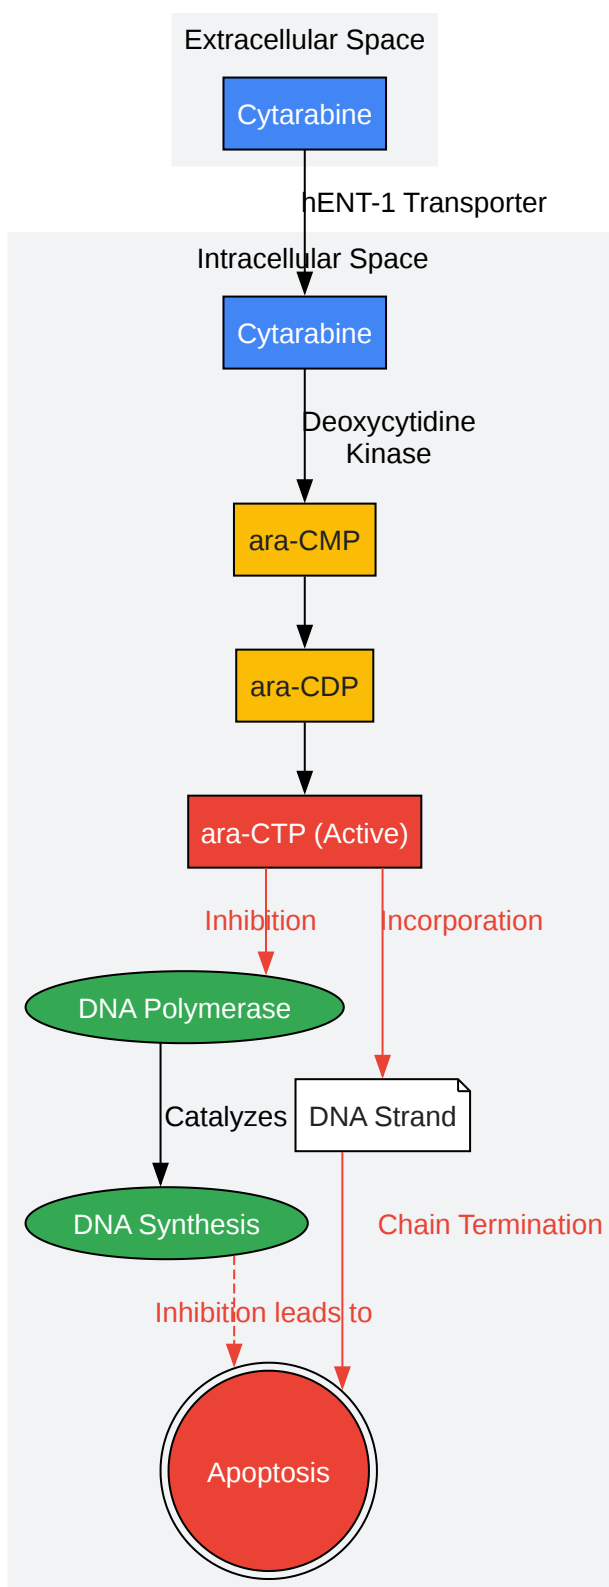 Extracellular Space
Cytarabine
hENT-1 Transporter
Intracellular Space
Cytarabine
Deoxycytidine
Kinase
ara-CMP
ara-CDP
ara-CTP (Active)
Inhibition
Incorporation
DNA Polymerase
Catalyzes
DNA Strand
DNA Synthesis
Chain Termination
Inhibition leads to
Apoptosis